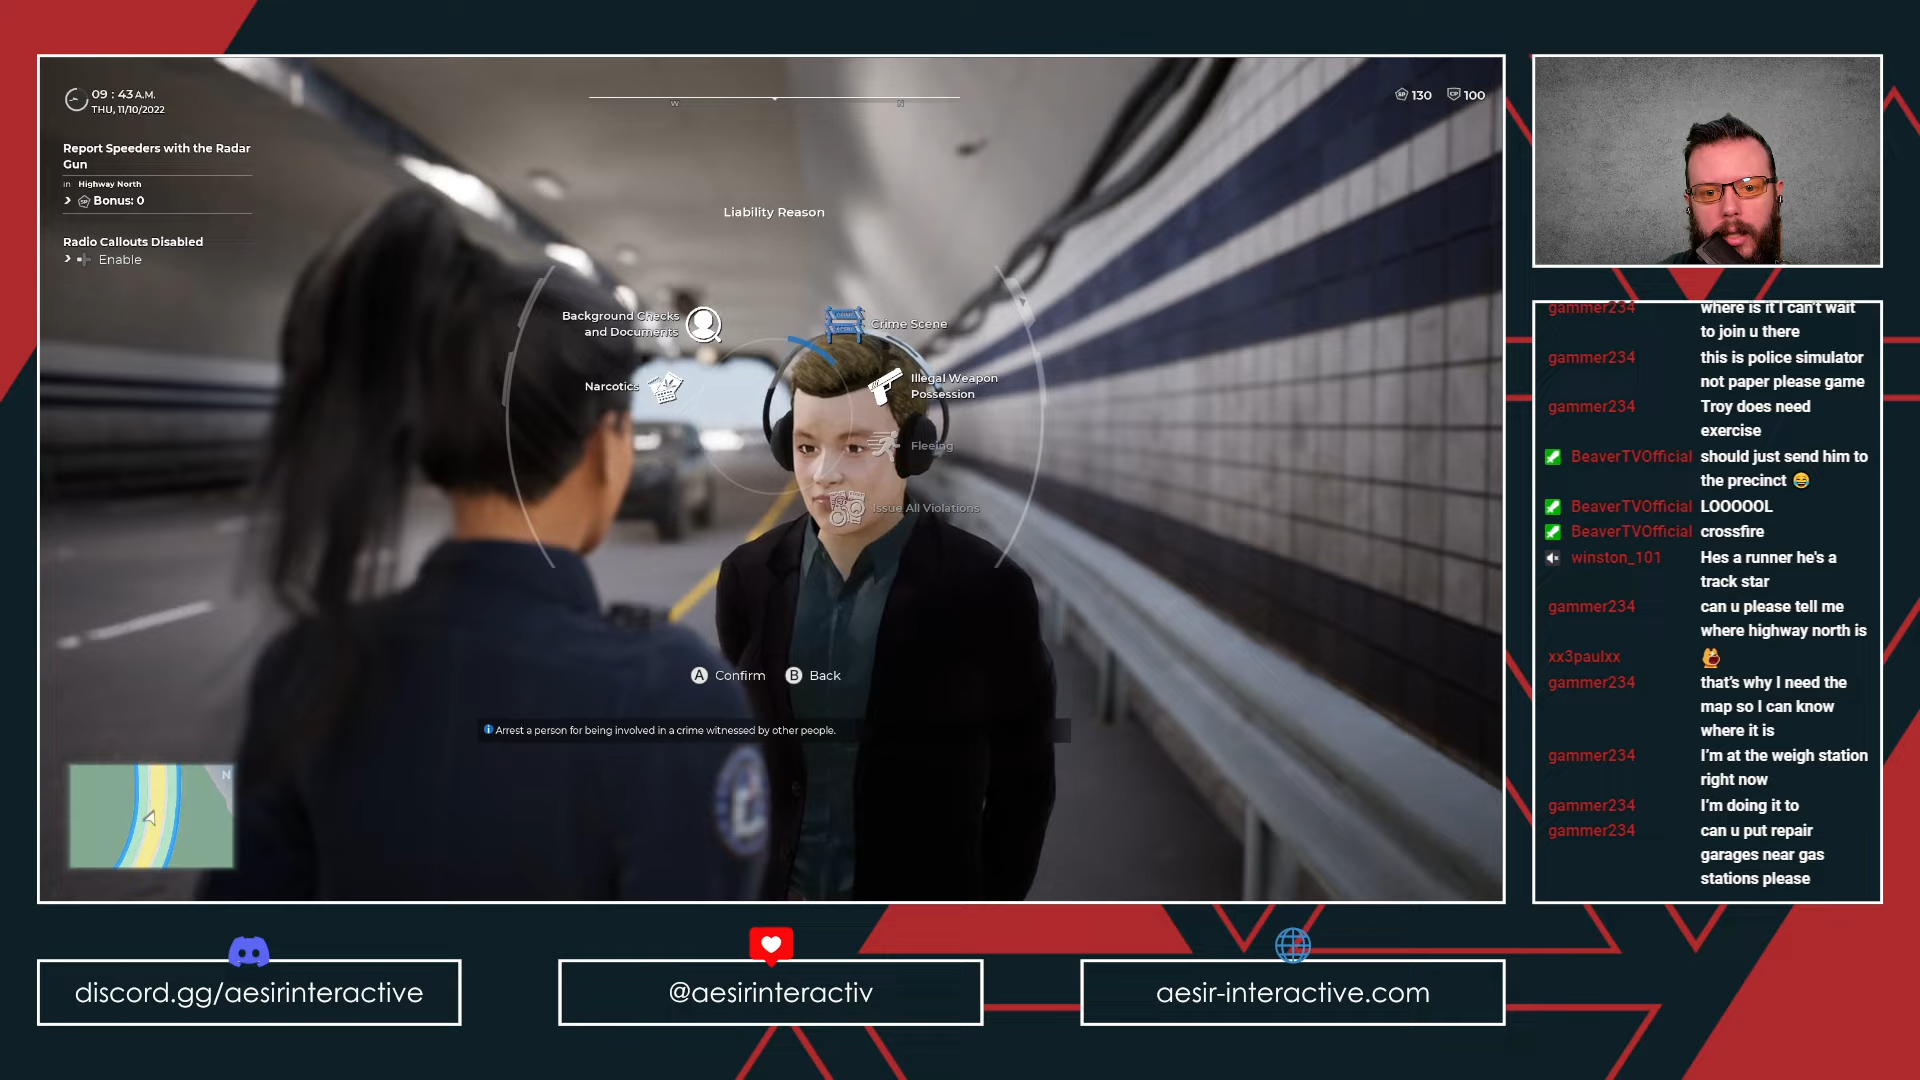 09 : 43 A.M.
THU, 11/10/2022
W
N
130
100
Report Speeders with the Radar
Gun
in Highway North
> SP Bonus: 0
Radio Callouts Disabled
> Enable
Liability Reason
Background Checks
and Documents
Crime Scene
Narcotics
Illegal Weapon
Possession
Fleeing
Issue All Violations
A Confirm B Back
Arrest a person for being involved in a crime witnessed by other people.
N
gammer234 where is it I can't wait
to join u there
gammer234 this is police simulator
not paper please game
gammer234 Troy does need
exercise
BeaverTVOfficial should just send him to
the precinct 😂
BeaverTVOfficial LOOOOOL
BeaverTVOfficial crossfire
winston_101 Hes a runner he's a
track star
gammer234 can u please tell me
where highway north is
xx3paulxx
gammer234 that's why I need the
map so I can know
where it is
gammer234 I'm at the weigh station
right now
gammer234 I'm doing it to
gammer234 can u put repair
garages near gas
stations please
discord.gg/aesirinteractive
@aesirinteractiv
aesir-interactive.com